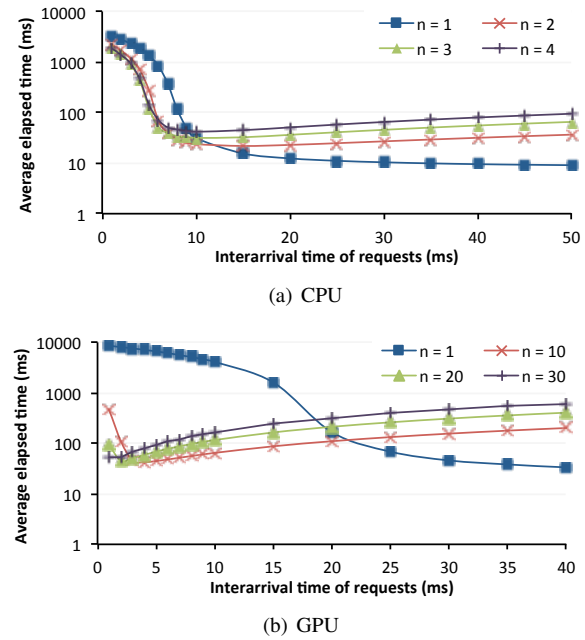 Average elapsed time (ms)
10000
1000
100
10
1
n = 1
n = 2
n = 3
n = 4
0
10
20
30
40
50
Interarrival time of requests (ms)
(a) CPU
Average elapsed time (ms)
10000
1000
100
10
1
n = 1
n = 10
n = 20
n = 30
0
5
10
15
20
25
30
35
40
Interarrival time of requests (ms)
(b) GPU